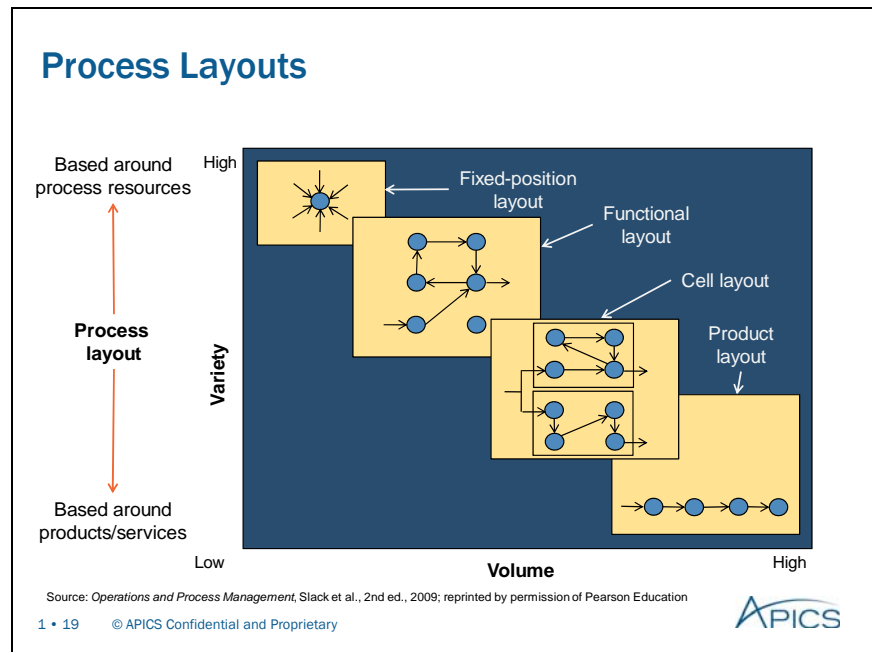 Process Layouts
Based around
process resources
High
Fixed-position
layout
Functional
layout
Cell layout
Product
layout
Process
layout
Variety
Based around
products/services
Low
Volume
High
Source: Operations and Process Management, Slack et al., 2nd ed., 2009; reprinted by permission of Pearson Education
1 • 19 © APICS Confidential and Proprietary
APICS